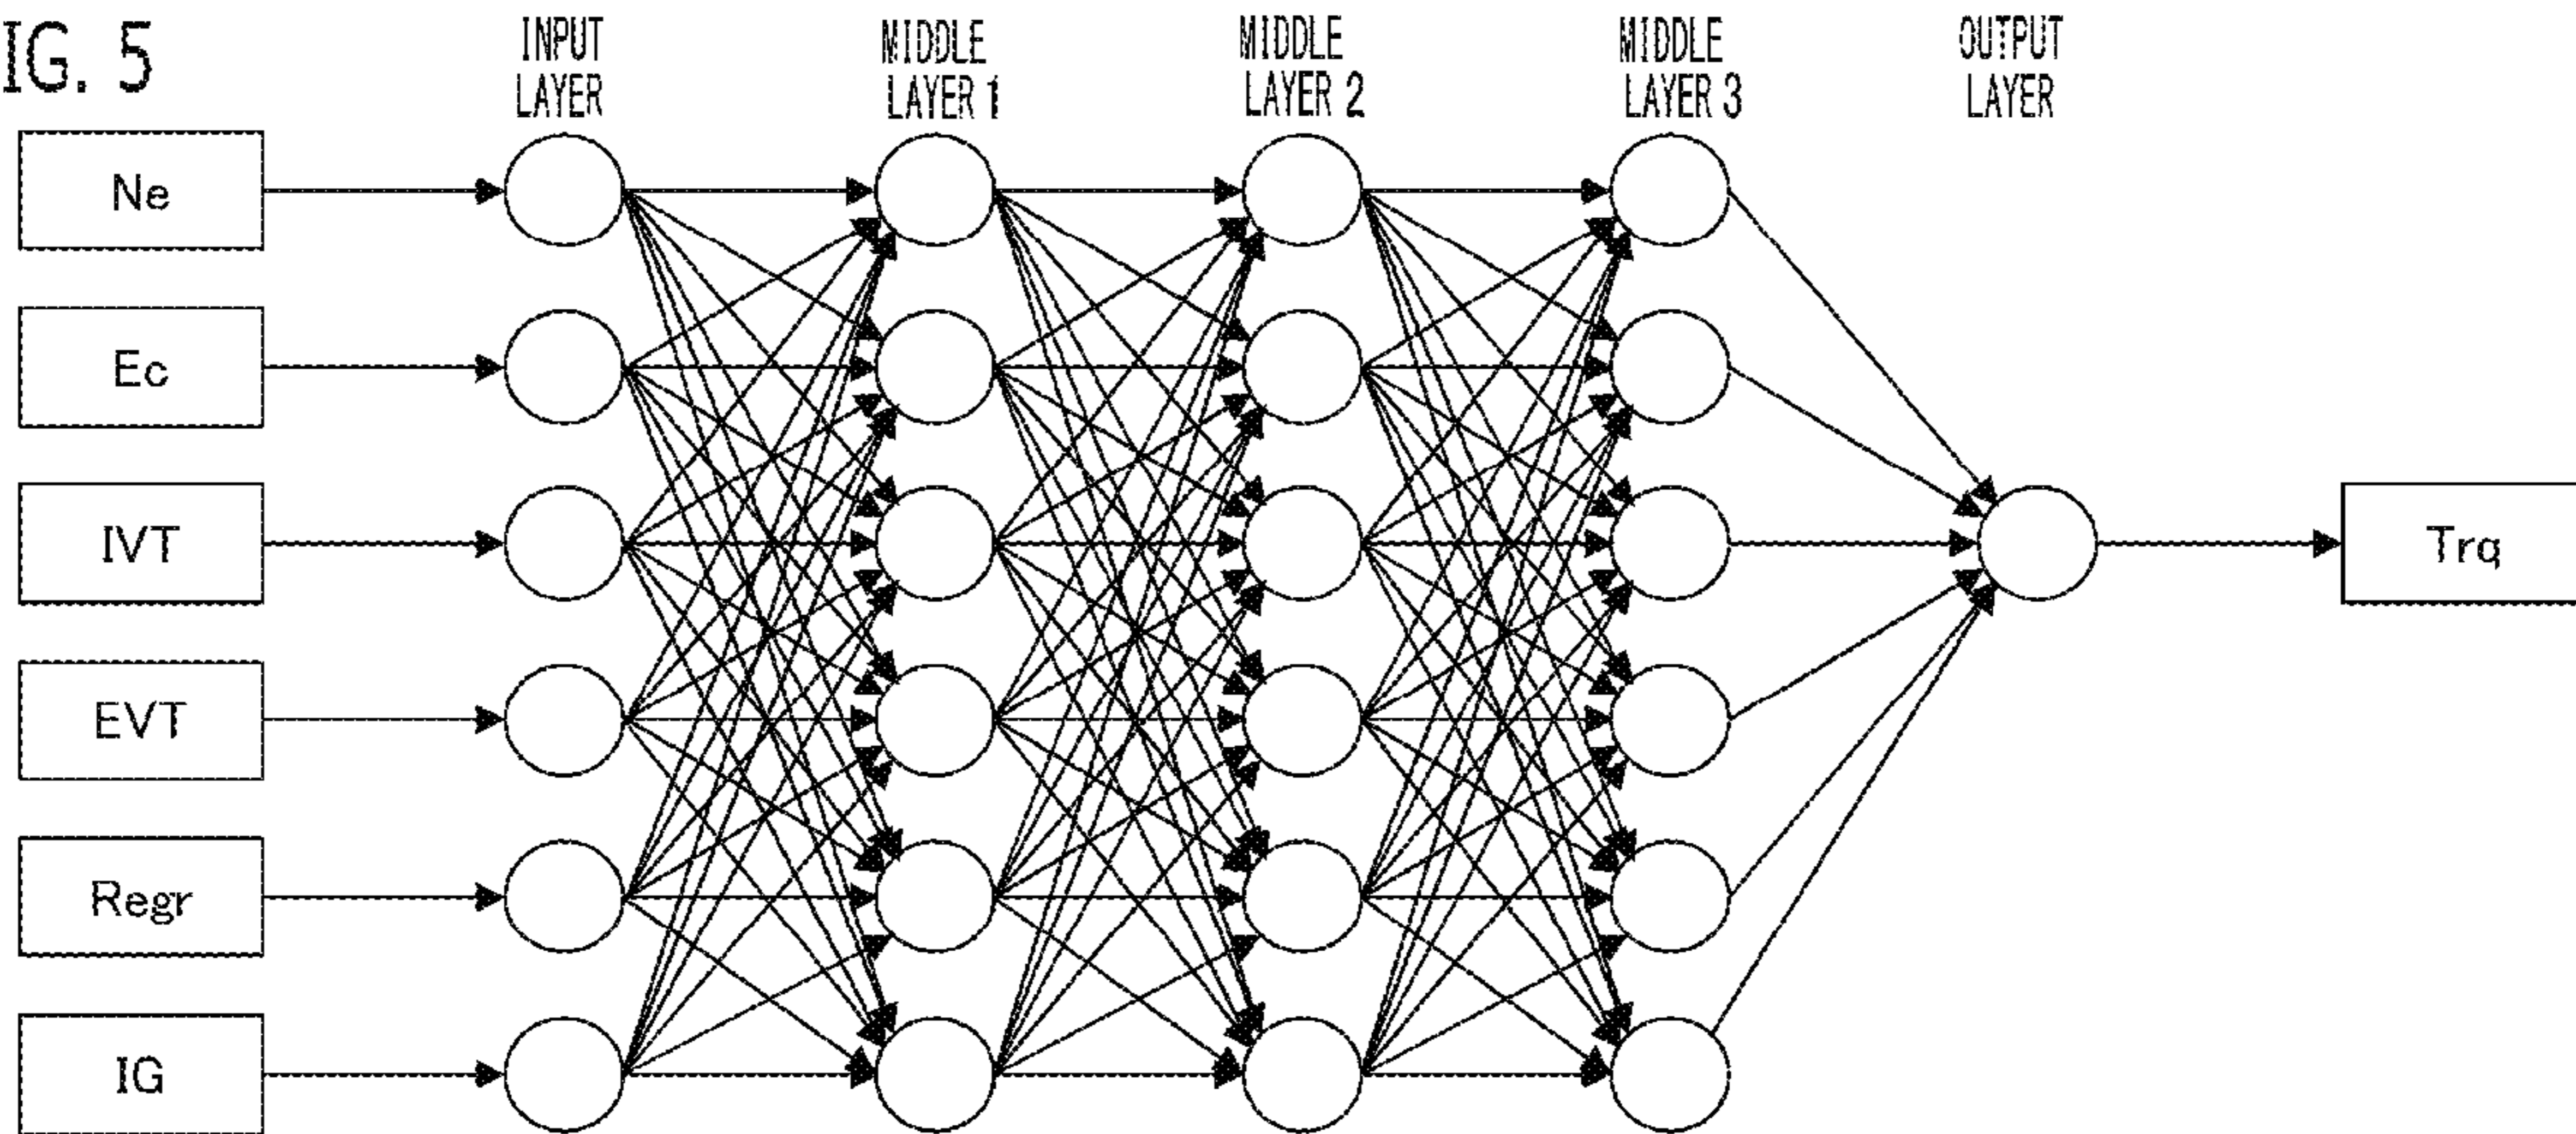 IG. 5
INPUT
LAYER
MIDDLE
LAYER 1
MIDDLE
LAYER 2
MIDDLE
LAYER 3
OUTPUT
LAYER
Ne
Ec
IVT
EVT
Regr
IG
Trq